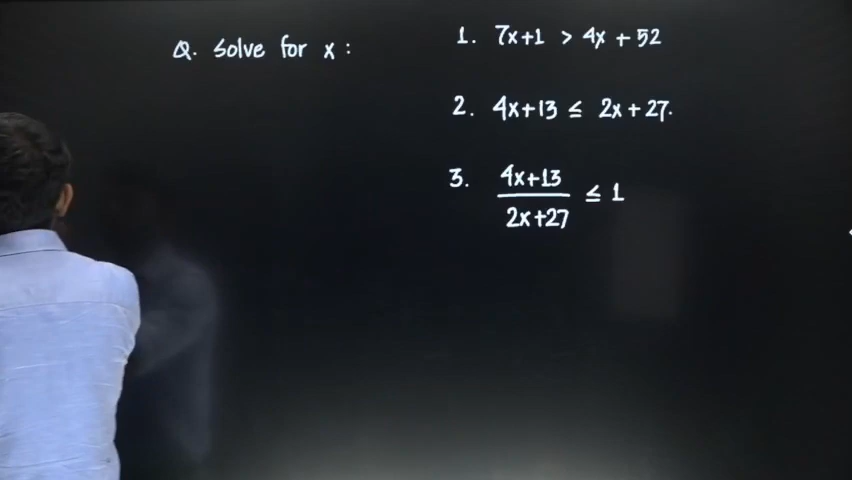 Q. Solve for x :
1. 7x+1 > 4x + 52
2. 4x+13 ≤ 2x + 27.
3. 4x+13 / 2x+27 ≤ 1